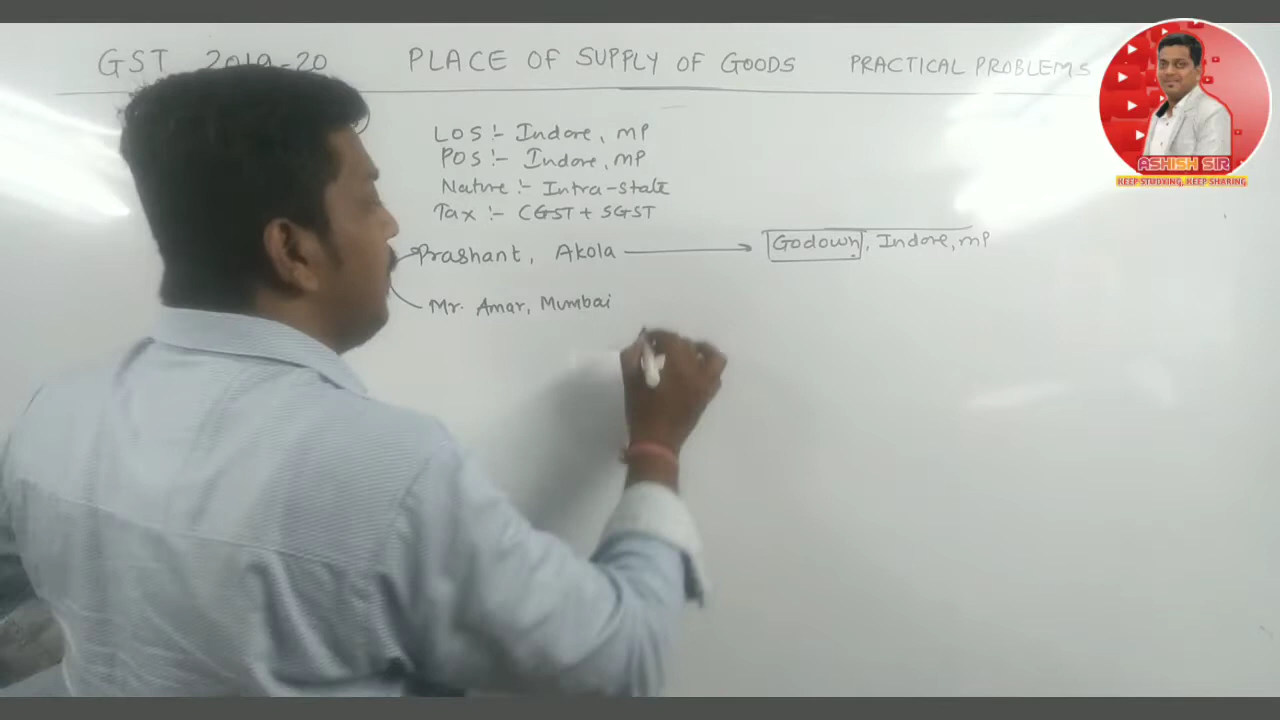 GST 2019-20 PLACE OF SUPPLY OF GOODS PRACTICAL PROBLEMS
LOS :- Indore, MP
POS :- Indore, MP
Nature :- Intra-State
Tax :- CGST + SGST
Prashant, Akola → Godown, Indore, MP
Mr. Amar, Mumbai
ASHISH SIR
KEEP STUDYING, KEEP SHARING